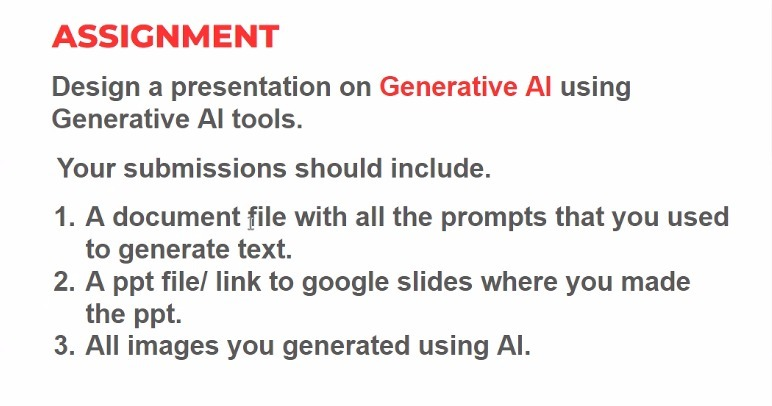 ASSIGNMENT
Design a presentation on Generative AI using
Generative AI tools.
Your submissions should include.
1. A document file with all the prompts that you used
to generate text.
2. A ppt file/ link to google slides where you made
the ppt.
3. All images you generated using AI.